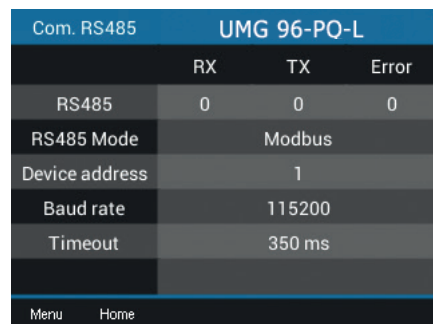 Com. RS485 UMG 96-PQ-L
RX TX Error
RS485 0 0 0
RS485 Mode Modbus
Device address 1
Baud rate 115200
Timeout 350 ms
Menu Home